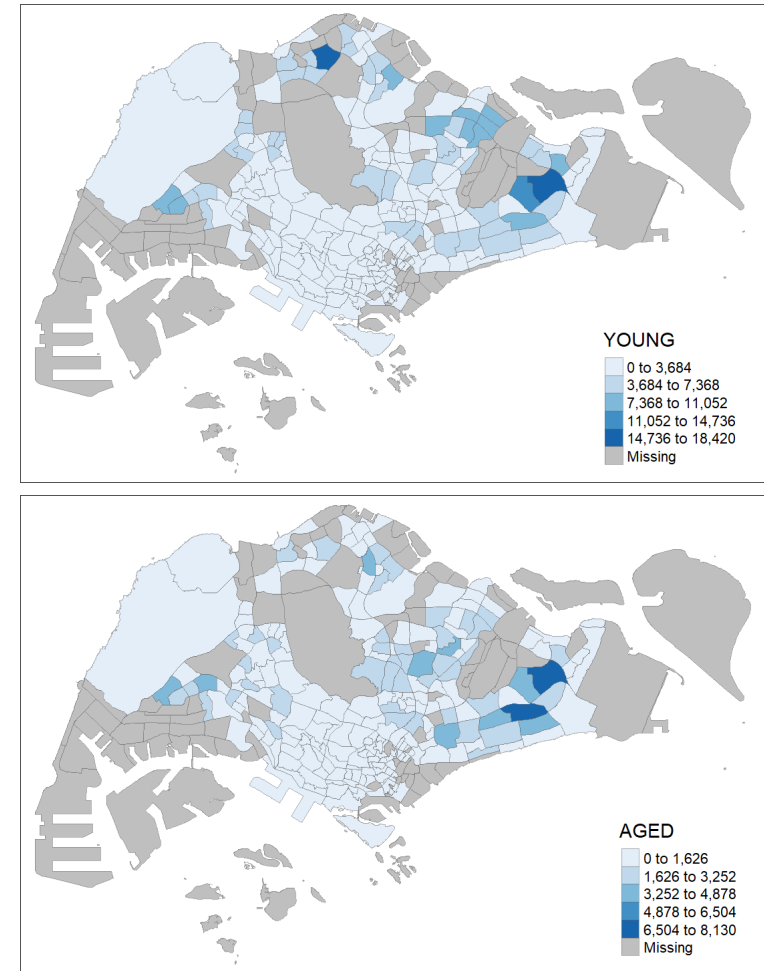 YOUNG
0 to 3,684
3,684 to 7,368
7,368 to 11,052
11,052 to 14,736
14,736 to 18,420
Missing
AGED
0 to 1,626
1,626 to 3,252
3,252 to 4,878
4,878 to 6,504
6,504 to 8,130
Missing